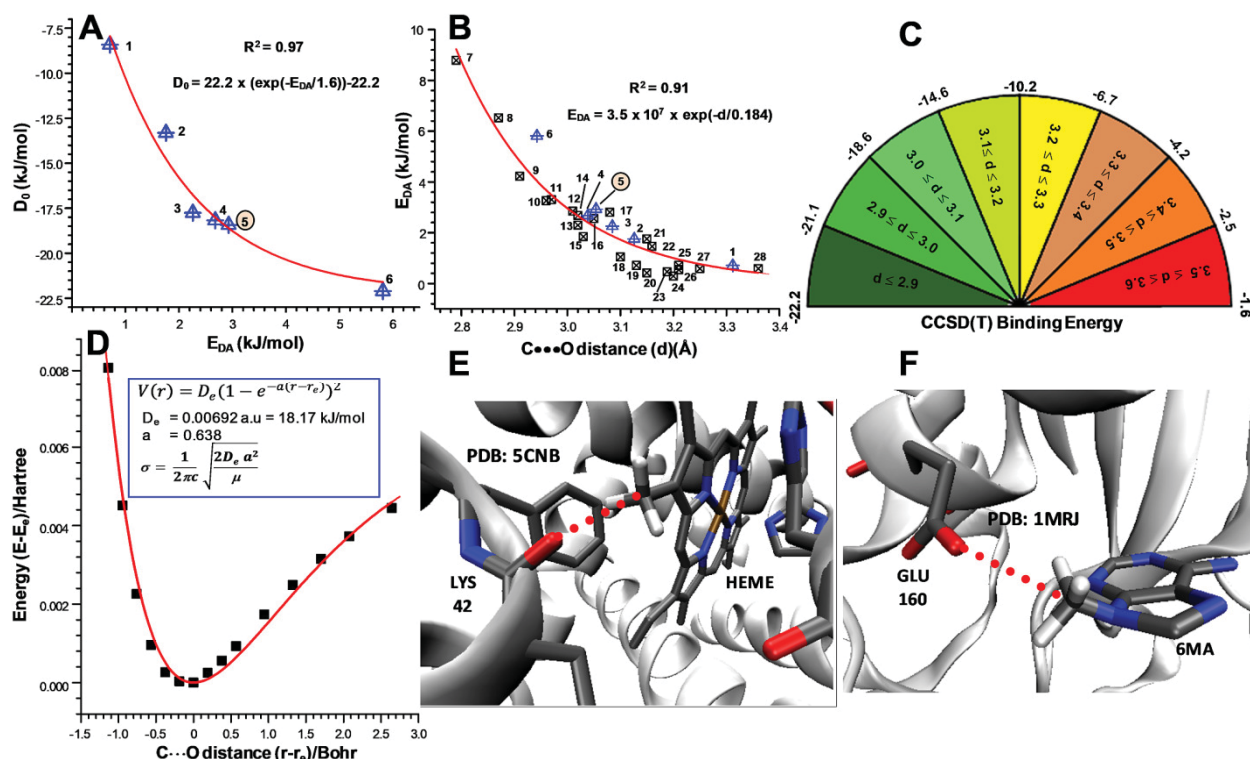 A
R² = 0.97
D₀ = 22.2 x (exp(-E_DA/1.6))-22.2
-7.5
-10.0
-12.5
-15.0
-17.5
-20.0
-22.5
D₀ (kJ/mol)
1
2
3
4
5
6
0
1
2
3
4
5
6
E_DA (kJ/mol)
B
R² = 0.91
E_DA = 3.5 x 10⁷ x exp(-d/0.184)
10
8
6
4
2
0
E_DA (kJ/mol)
7
8
6
9
10
11
12
14
4
5
13
15
16
3
17
2
21
22
18
19
20
23
25
24
26
27
1
28
2.8
2.9
3.0
3.1
3.2
3.3
3.4
C●●●O distance (d)(Å)
C
-22.2
-21.1
-18.6
-14.6
-10.2
-6.7
-4.2
-2.5
-1.6
d ≤ 2.9
2.9 ≤ d ≤ 3.0
3.0 ≤ d ≤ 3.1
3.1 ≤ d ≤ 3.2
3.2 ≤ d ≤ 3.3
3.3 ≤ d ≤ 3.4
3.4 ≤ d ≤ 3.5
3.5 ≤ d ≤ 3.6
CCSD(T) Binding Energy
D
V(r) = Dₑ(1 − e^{−a(r−rₑ)})²
Dₑ = 0.00692 a.u = 18.17 kJ/mol
a = 0.638
σ = 1/2πc √(2Dₑ a²/μ)
0.008
0.006
0.004
0.002
0.000
Energy (E-Eₑ)/Hartree
-1.5
-1.0
-0.5
0.0
0.5
1.0
1.5
2.0
2.5
3.0
C···O distance (r-rₑ)/Bohr
E
PDB: 5CNB
LYS
42
HEME
F
PDB: 1MRJ
GLU
160
6MA